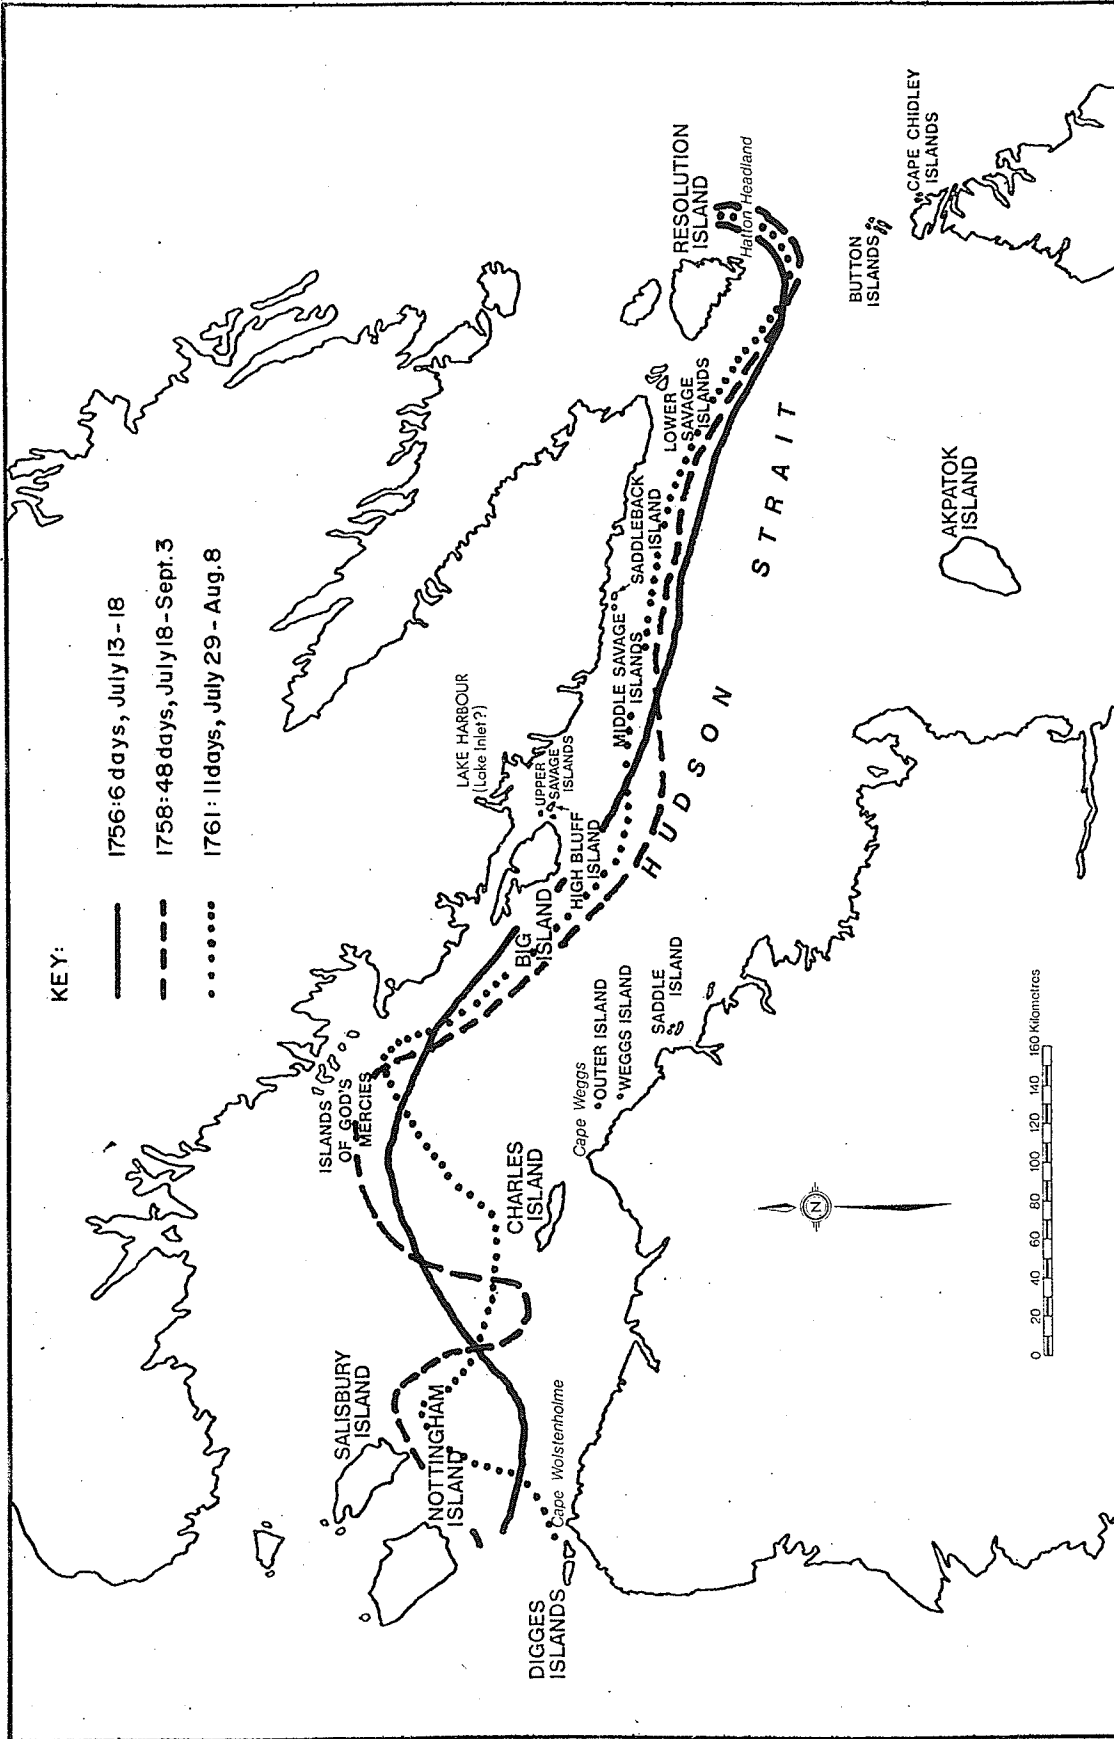 KEY:
1756: 6 days, July 13-18
1758: 48 days, July 18-Sept. 3
1761: 11 days, July 29-Aug. 8
RESOLUTION
ISLAND
Hatton Headland
CAPE CHIDLEY
ISLANDS
BUTTON
ISLANDS
LOWER
SAVAGE
ISLANDS
SADDLEBACK
ISLAND
MIDDLE SAVAGE
ISLANDS
LAKE HARBOUR
(Lake Inlet?)
UPPER
SAVAGE
ISLANDS
HIGH BLUFF
ISLAND
BIG
ISLAND
HUDSON STRAIT
AKPATOK
ISLAND
ISLANDS
OF GOD'S
MERCIES
SADDLE
ISLAND
WEGGS ISLAND
OUTER ISLAND
Cape Weggs
CHARLES
ISLAND
SALISBURY
ISLAND
NOTTINGHAM
ISLAND
Cape Wolstenholme
DIGGES
ISLANDS
N
0 20 40 60 80 100 120 140 160 Kilometres